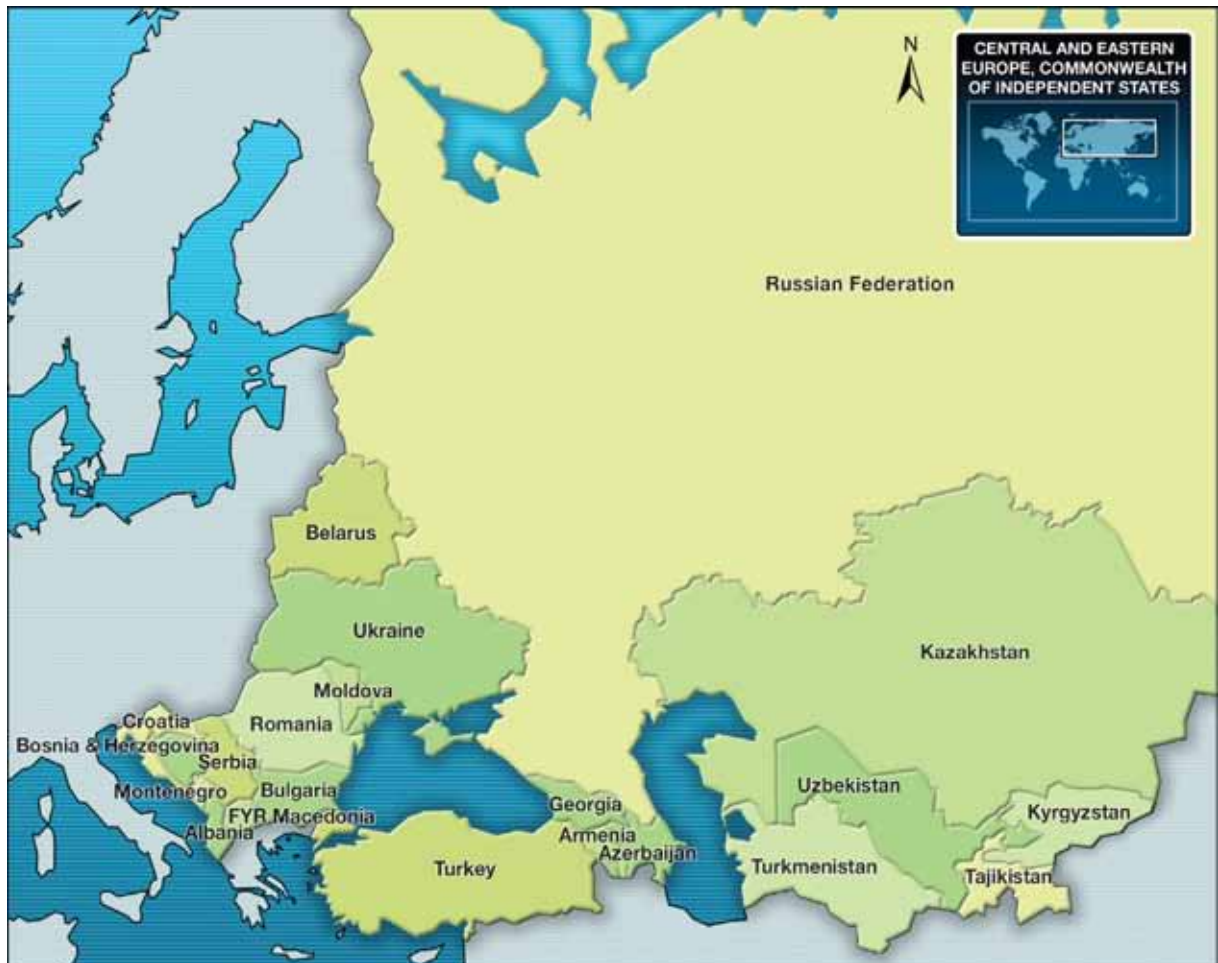 N
CENTRAL AND EASTERN
EUROPE, COMMONWEALTH
OF INDEPENDENT STATES
Russian Federation
Belarus
Ukraine
Kazakhstan
Moldova
Romania
Croatia
Bosnia & Herzegovina
Serbia
Montenegro
Bulgaria
FYR Macedonia
Albania
Georgia
Armenia
Azerbaijan
Turkey
Uzbekistan
Kyrgyzstan
Turkmenistan
Tajikistan